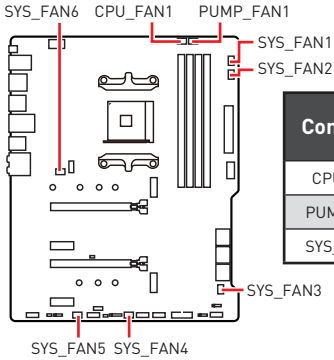 SYS_FAN6 CPU_FAN1 PUMP_FAN1
SYS_FAN1
SYS_FAN2
SYS_FAN3
SYS_FAN5 SYS_FAN4
Con
CPU
PUM
SYS_